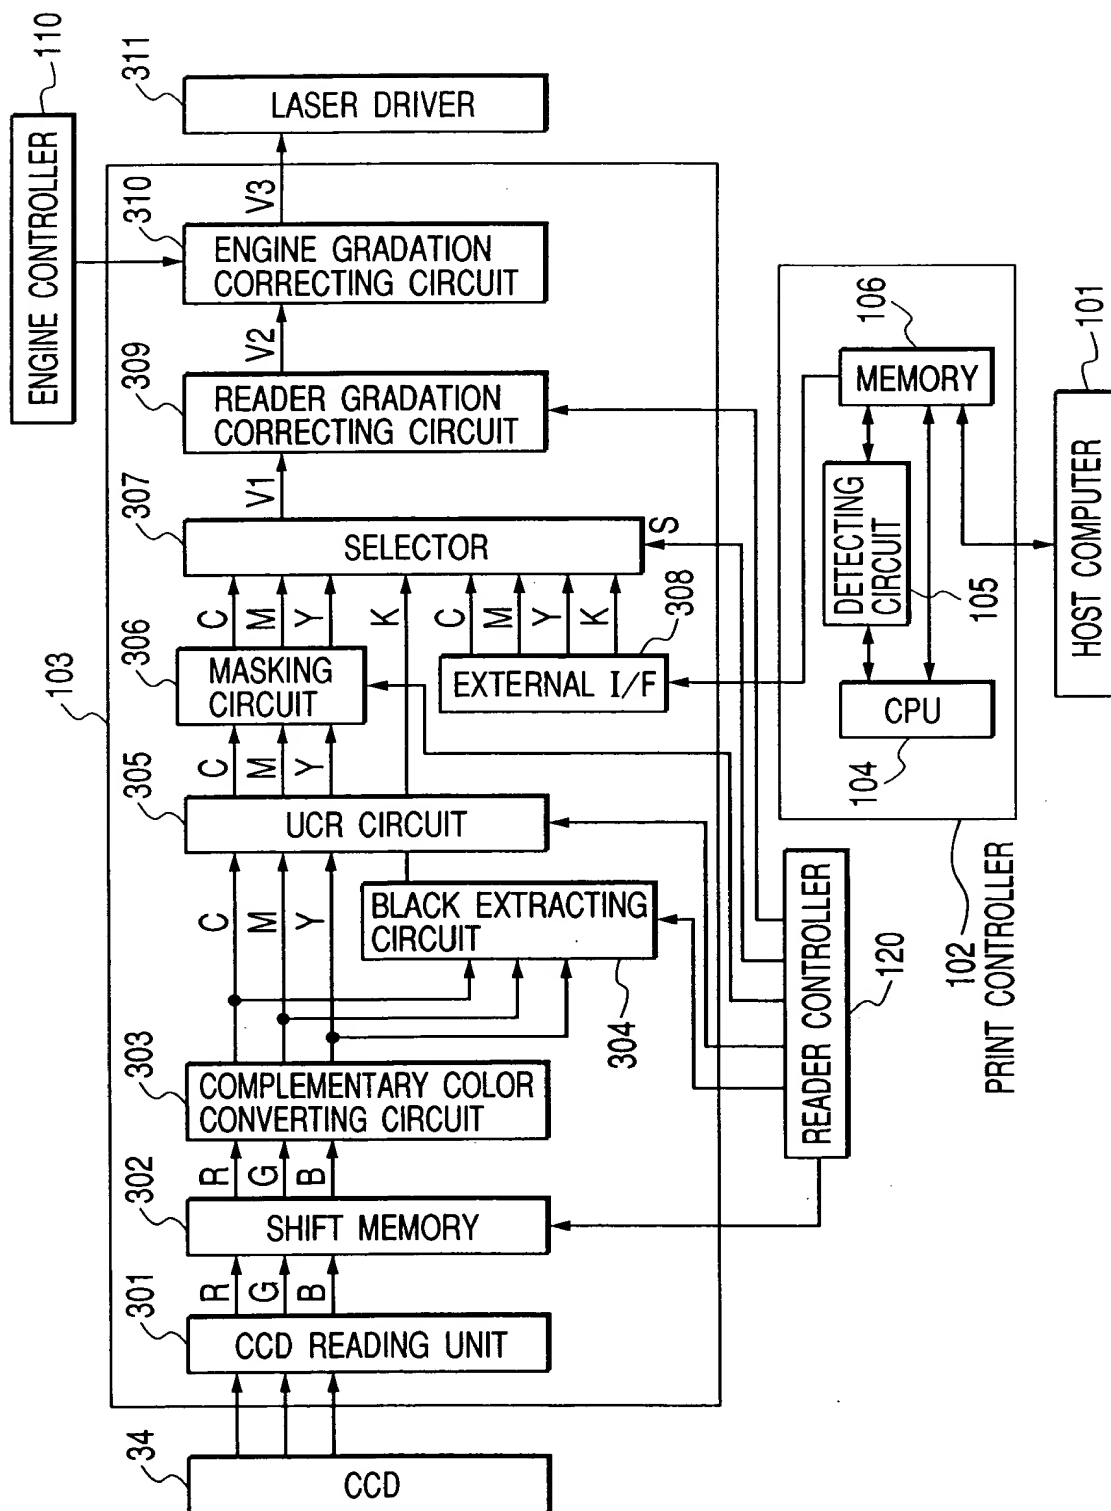 ENGINE CONTROLLER
110
103
34
CCD
301
CCD READING UNIT
R
G
B
302
SHIFT MEMORY
R
G
B
303
COMPLEMENTARY COLOR
CONVERTING CIRCUIT
C
M
Y
BLACK EXTRACTING
CIRCUIT
304
305
UCR CIRCUIT
C
M
Y
306
MASKING
CIRCUIT
C
M
Y
K
EXTERNAL I/F
308
C
M
Y
K
307
SELECTOR
S
V1
309
READER GRADATION
CORRECTING CIRCUIT
V2
310
ENGINE GRADATION
CORRECTING CIRCUIT
V3
311
LASER DRIVER
READER CONTROLLER
120
102
PRINT CONTROLLER
104
CPU
DETECTING
CIRCUIT
105
MEMORY
106
HOST COMPUTER
101